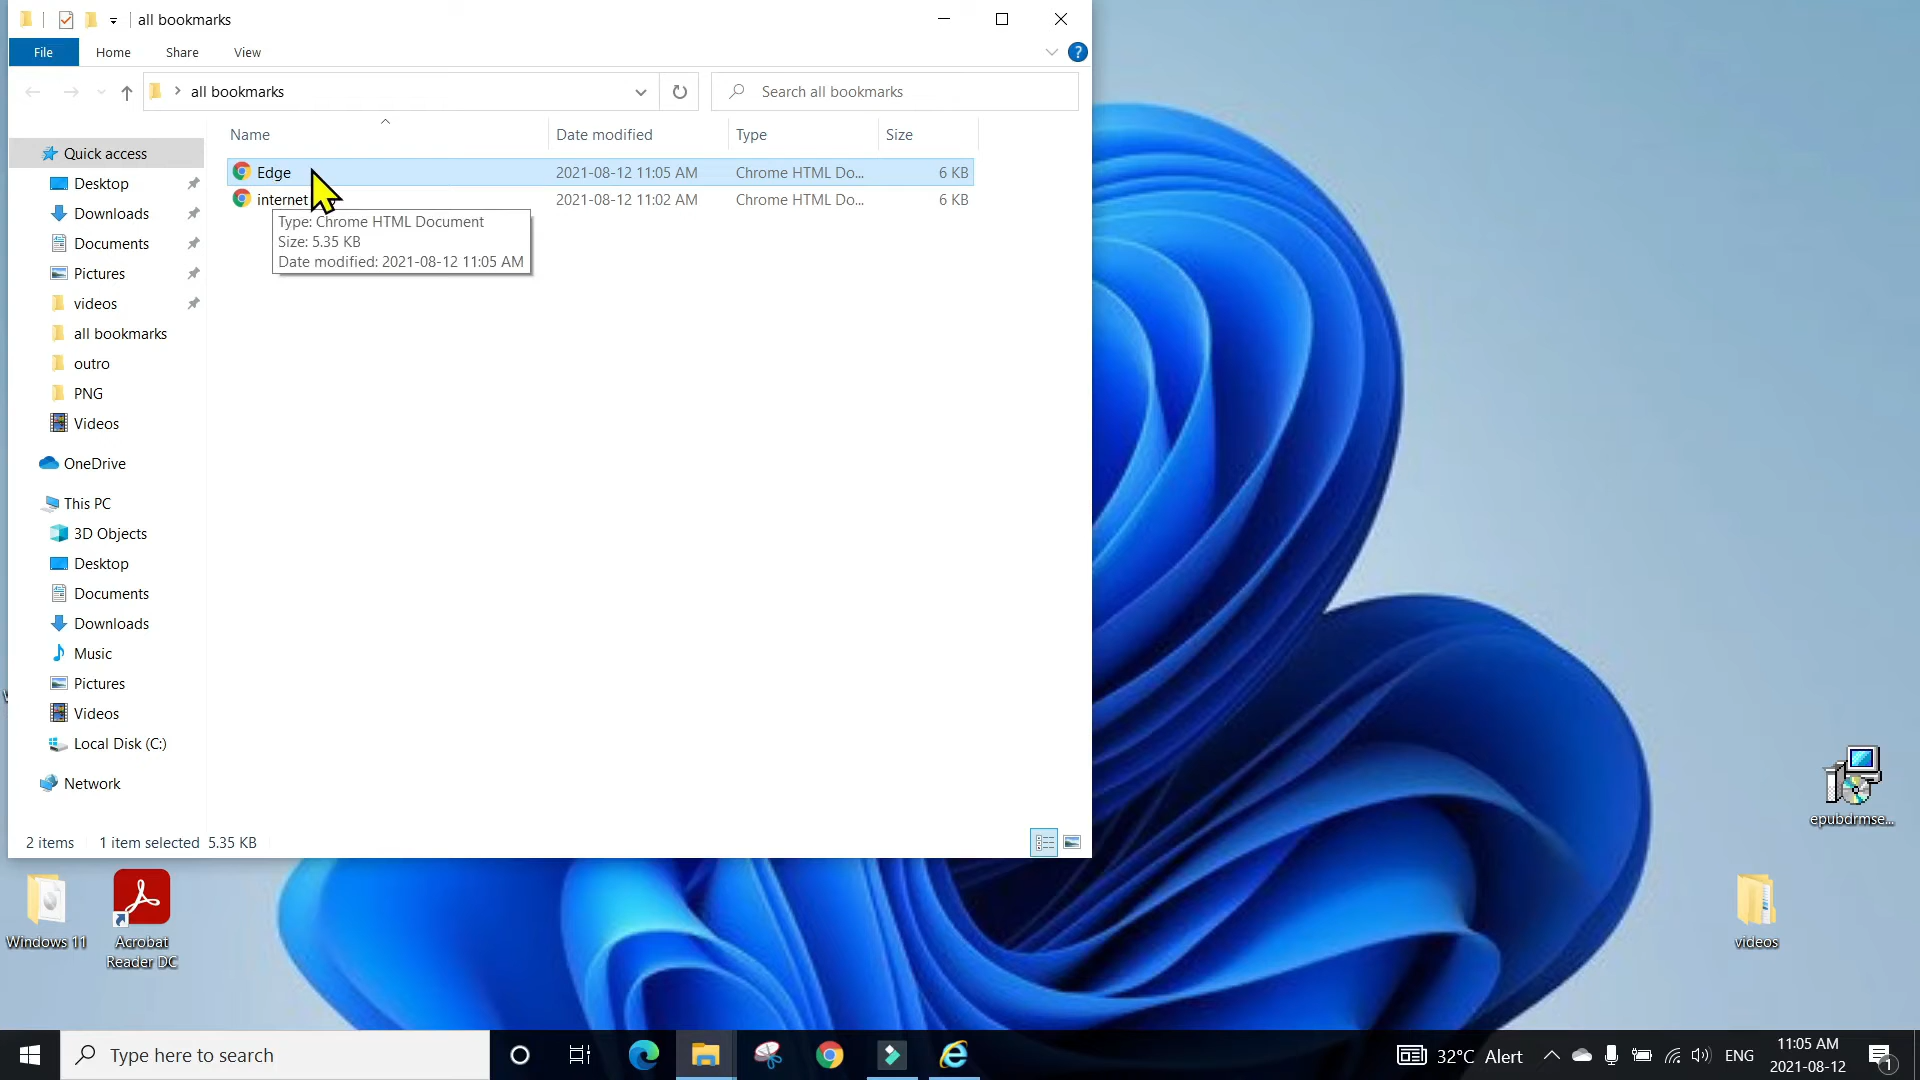 all bookmarks
File Home Share View
all bookmarks
Search all bookmarks
Name Date modified Type Size
Edge 2021-08-12 11:05 AM Chrome HTML Do... 6 KB
internet 2021-08-12 11:02 AM Chrome HTML Do... 6 KB
Type: Chrome HTML Document
Size: 5.35 KB
Date modified: 2021-08-12 11:05 AM
Quick access
Desktop
Downloads
Documents
Pictures
videos
all bookmarks
outro
PNG
Videos
OneDrive
This PC
3D Objects
Desktop
Documents
Downloads
Music
Pictures
Videos
Local Disk (C:)
Network
2 items 1 item selected 5.35 KB
epubdrmse...
Windows 11
Acrobat
Reader DC
videos
Type here to search
32°C Alert
ENG
11:05 AM
2021-08-12
1